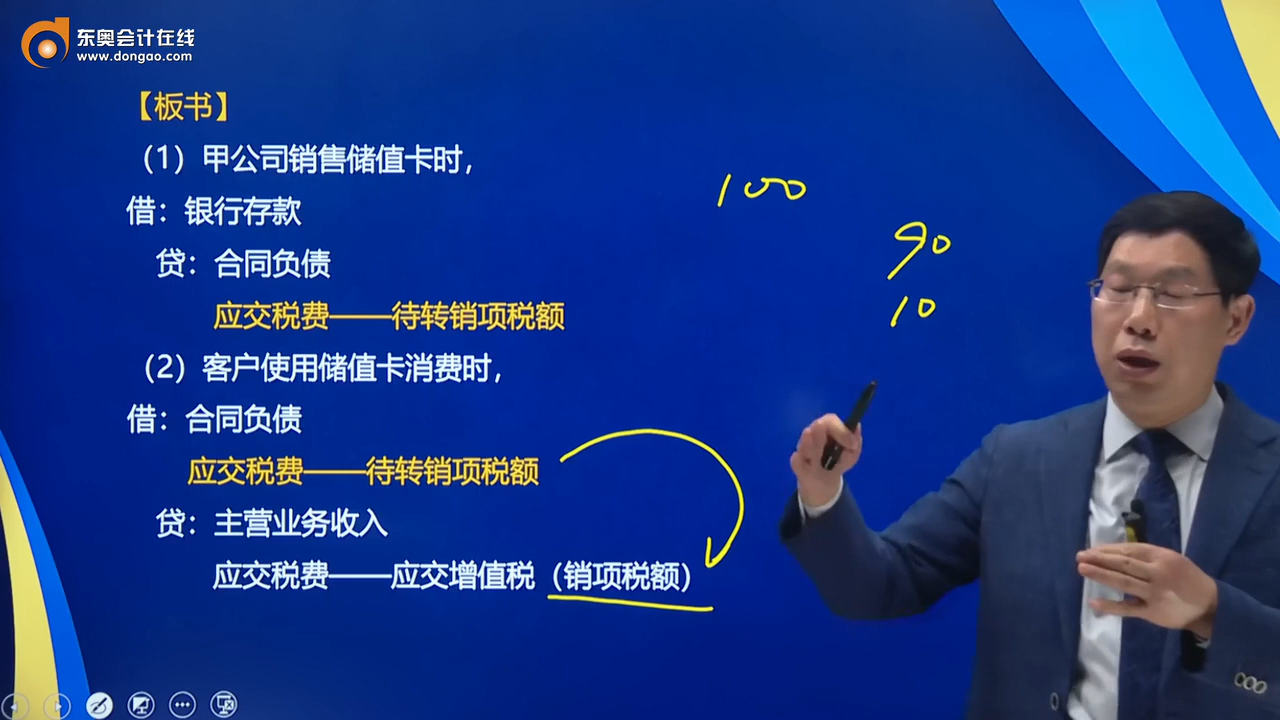 东奥会计在线
www.dongao.com
【板书】
（1）甲公司销售储值卡时，
借：银行存款
贷：合同负债
应交税费——待转销项税额
（2）客户使用储值卡消费时，
借：合同负债
应交税费——待转销项税额
贷：主营业务收入
应交税费——应交增值税（销项税额）
100
90
10